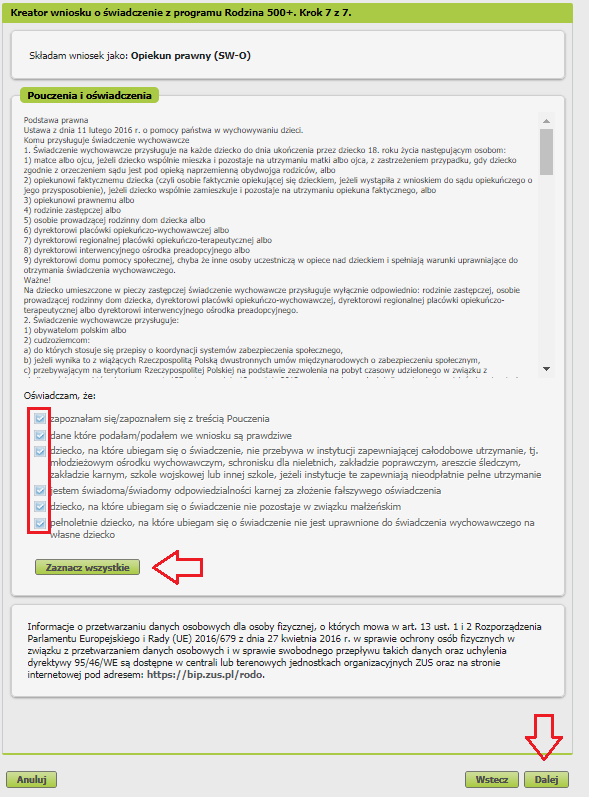 Kreator wniosku o świadczenie z programu Rodzina 500+. Krok 7 z 7.
Składam wniosek jako: Opiekun prawny (SW-O)
Pouczenia i oświadczenia
Podstawa prawna
Ustawa z dnia 11 lutego 2016 r. o pomocy państwa w wychowywaniu dzieci.
Komu przysługuje świadczenie wychowawcze
1. Świadczenie wychowawcze przysługuje na każde dziecko do dnia ukończenia przez dziecko 18. roku życia następującym osobom:
1) matce albo ojcu, jeżeli dziecko wspólnie mieszka i pozostaje na utrzymaniu matki albo ojca, z zastrzeżeniem przypadku, gdy dziecko
zgodnie z orzeczeniem sądu jest pod opieką naprzemienną obydwojga rodziców, albo
2) opiekunowi faktycznemu dziecka (czyli osobie faktycznie opiekującej się dzieckiem, jeżeli wystąpiła z wnioskiem do sądu opiekuńczego o
jego przysposobienie), jeżeli dziecko wspólnie zamieszkuje i pozostaje na utrzymaniu opiekuna faktycznego, albo
3) opiekunowi prawnemu albo
4) rodzinie zastępczej albo
5) osobie prowadzącej rodzinny dom dziecka albo
6) dyrektorowi placówki opiekuńczo-wychowawczej albo
7) dyrektorowi regionalnej placówki opiekuńczo-terapeutycznej albo
8) dyrektorowi interwencyjnego ośrodka preadopcyjnego albo
9) dyrektorowi domu pomocy społecznej, chyba że inne osoby uczestniczą w opiece nad dzieckiem i spełniają warunki uprawniające do
otrzymania świadczenia wychowawczego.
Ważne!
Na dziecko umieszczone w pieczy zastępczej świadczenie wychowawcze przysługuje wyłącznie odpowiednio: rodzinie zastępczej, osobie
prowadzącej rodzinny dom dziecka, dyrektorowi placówki opiekuńczo-wychowawczej, dyrektorowi regionalnej placówki opiekuńczo-
terapeutycznej albo dyrektorowi interwencyjnego ośrodka preadopcyjnego.
2. Świadczenie wychowawcze przysługuje:
1) obywatelom polskim albo
2) cudzoziemcom:
a) do których stosuje się przepisy o koordynacji systemów zabezpieczenia społecznego,
b) jeżeli wynika to z wiążących Rzeczpospolitą Polską dwustronnych umów międzynarodowych o zabezpieczeniu społecznym,
c) przebywającym na terytorium Rzeczypospolitej Polskiej na podstawie zezwolenia na pobyt czasowy udzielonego w związku z
Oświadczam, że:
zapoznałam się/zapoznałem się z treścią Pouczenia
dane które podałam/podałem we wniosku są prawdziwe
dziecko, na które ubiegam się o świadczenie, nie przebywa w instytucji zapewniającej całodobowe utrzymanie, tj.
młodzieżowym ośrodku wychowawczym, schronisku dla nieletnich, zakładzie poprawczym, areszcie śledczym,
zakładzie karnym, szkole wojskowej lub innej szkole, jeżeli instytucje te zapewniają nieodpłatnie pełne utrzymanie
jestem świadoma/świadomy odpowiedzialności karnej za złożenie fałszywego oświadczenia
dziecko, na które ubiegam się o świadczenie nie pozostaje w związku małżeńskim
pełnoletnie dziecko, na które ubiegam się o świadczenie nie jest uprawnione do świadczenia wychowawczego na
własne dziecko
Zaznacz wszystkie
Informacje o przetwarzaniu danych osobowych dla osoby fizycznej, o których mowa w art. 13 ust. 1 i 2 Rozporządzenia
Parlamentu Europejskiego i Rady (UE) 2016/679 z dnia 27 kwietnia 2016 r. w sprawie ochrony osób fizycznych w
związku z przetwarzaniem danych osobowych i w sprawie swobodnego przepływu takich danych oraz uchylenia
dyrektywy 95/46/WE są dostępne w centrali lub terenowych jednostkach organizacyjnych ZUS oraz na stronie
internetowej pod adresem: https://bip.zus.pl/rodo.
Anuluj
Wstecz
Dalej